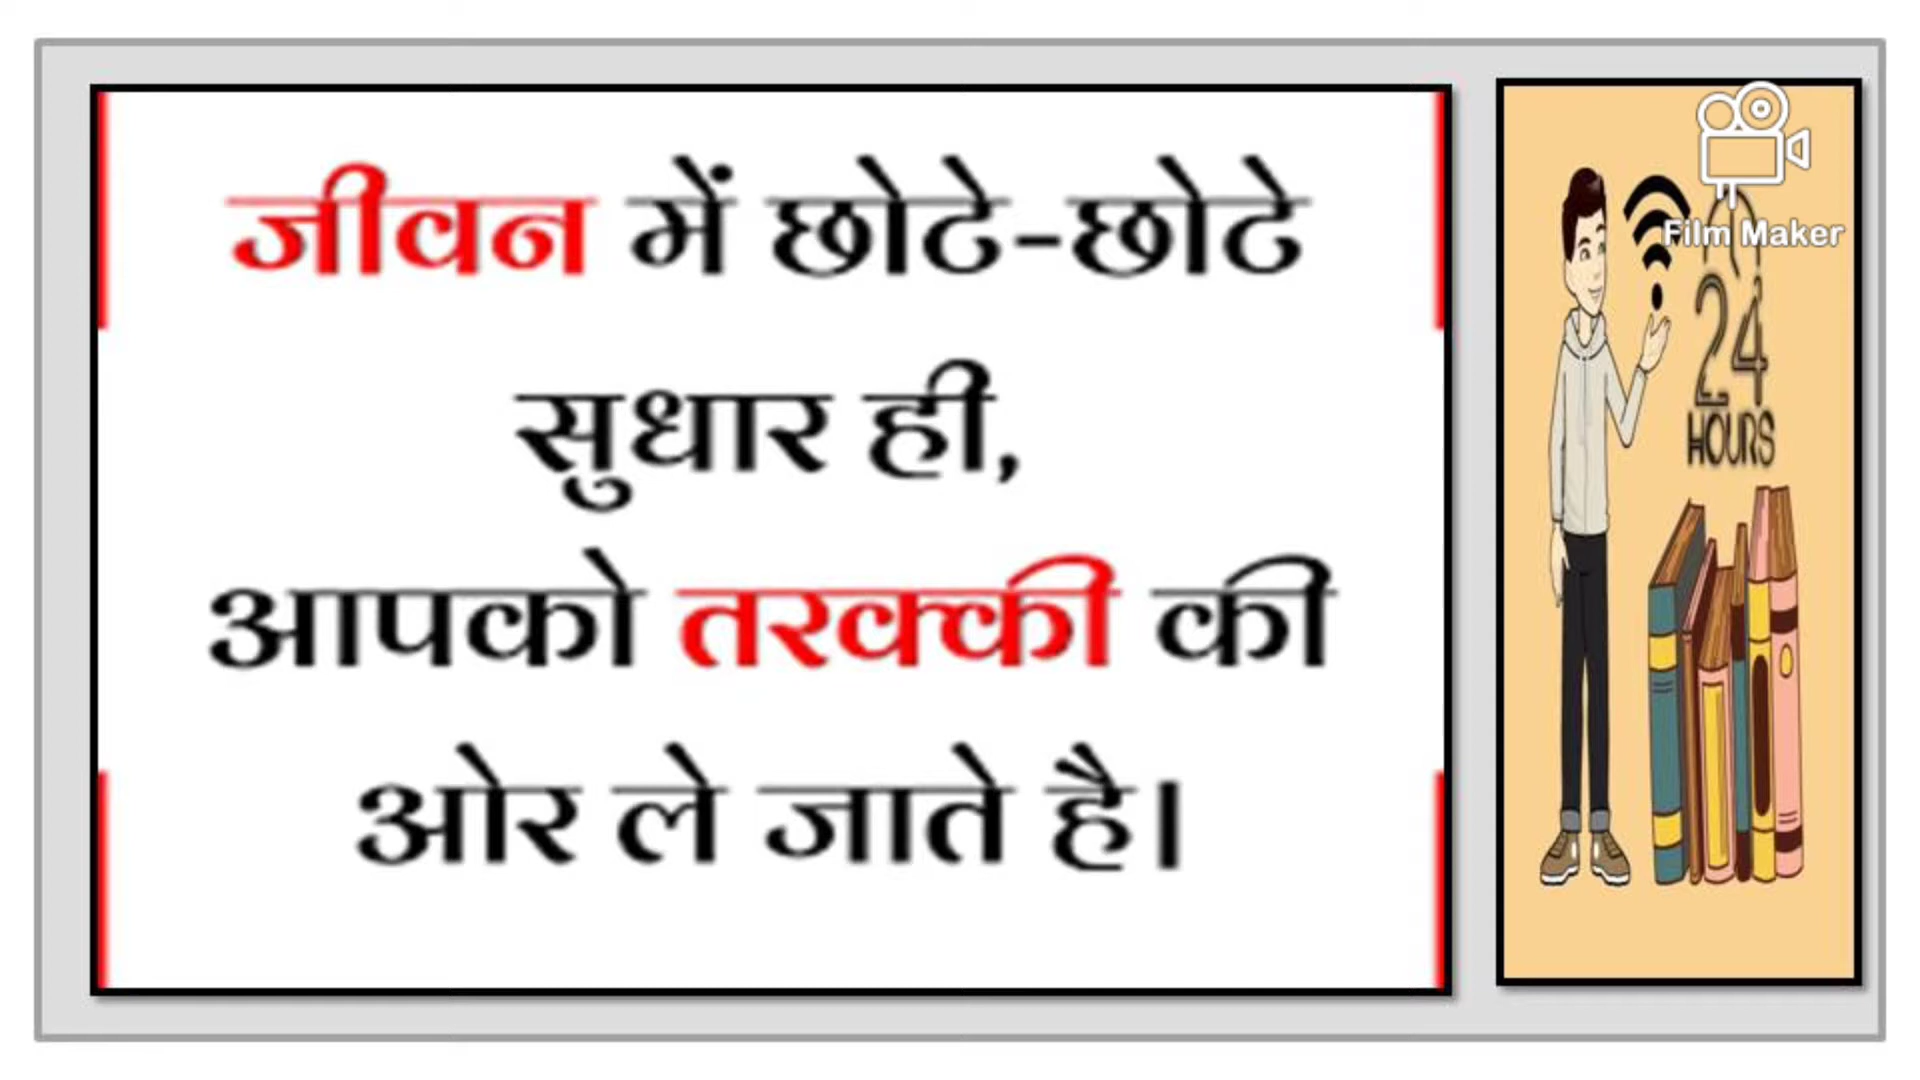 जीवन में छोटे-छोटे
सुधार ही,
आपको तरक्की की
ओर ले जाते है।
Film Maker
24
HOURS